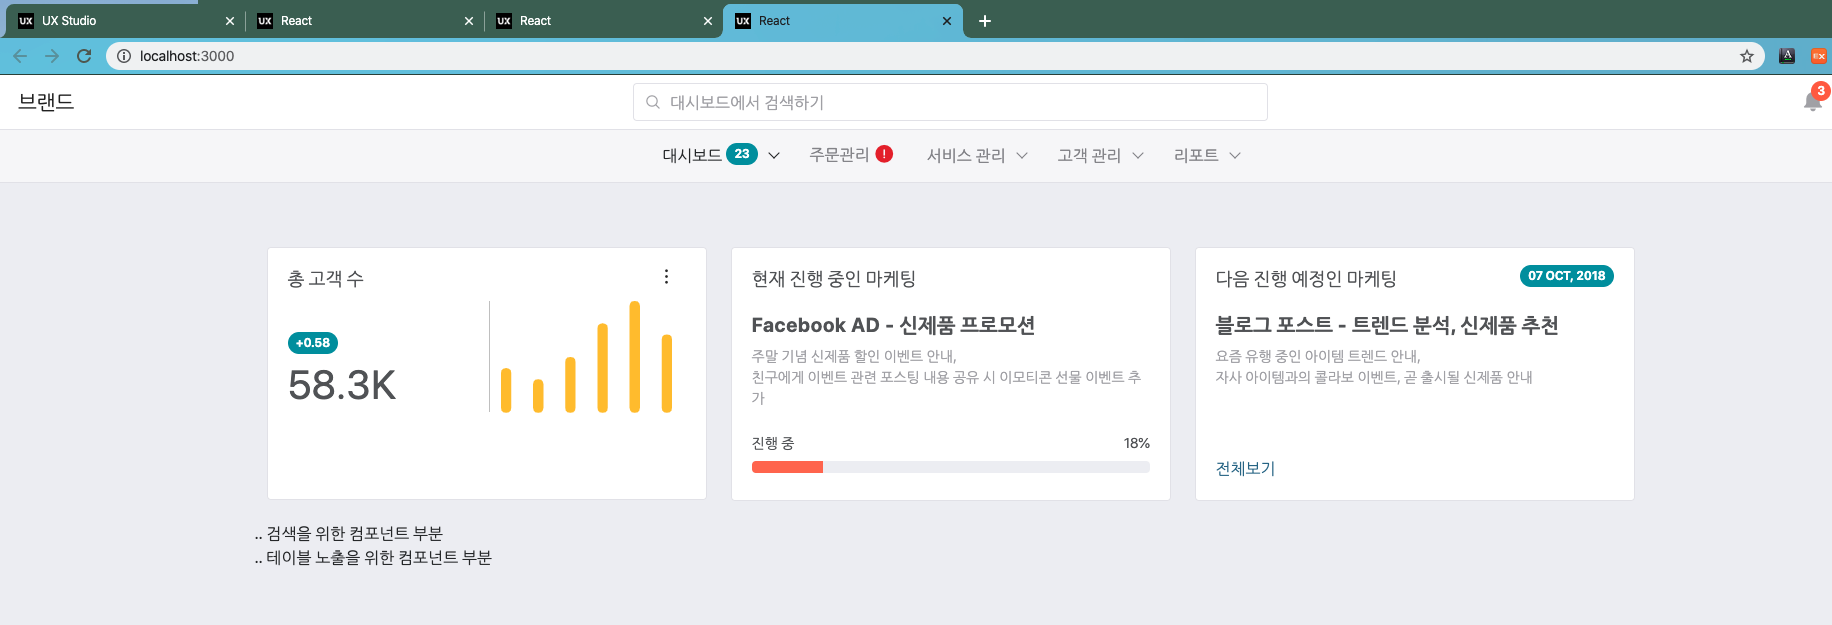 UX UX Studio
UX React
UX React
UX React
localhost:3000
A
브랜드
대시보드에서 검색하기
3
대시보드 23
주문관리 !
서비스 관리
고객 관리
리포트
총 고객 수
+0.58
58.3K
현재 진행 중인 마케팅
Facebook AD - 신제품 프로모션
주말 기념 신제품 할인 이벤트 안내,
친구에게 이벤트 관련 포스팅 내용 공유 시 이모티콘 선물 이벤트 추
가
진행 중 18%
다음 진행 예정인 마케팅
07 OCT, 2018
블로그 포스트 - 트렌드 분석, 신제품 추천
요즘 유행 중인 아이템 트렌드 안내,
자사 아이템과의 콜라보 이벤트, 곧 출시될 신제품 안내
전체보기
.. 검색을 위한 컴포넌트 부분
.. 테이블 노출을 위한 컴포넌트 부분